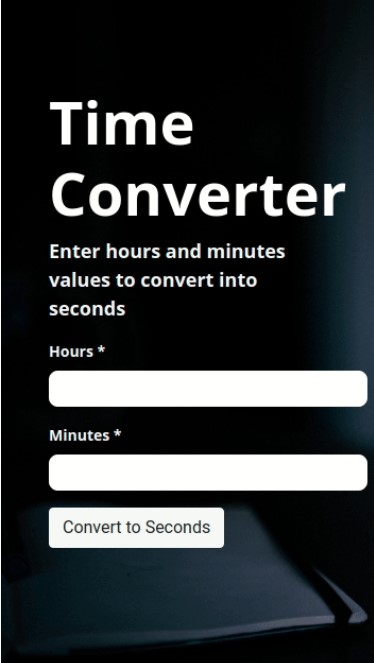 Time
Converter
Enter hours and minutes
values to convert into
seconds
Hours *
Minutes *
Convert to Seconds